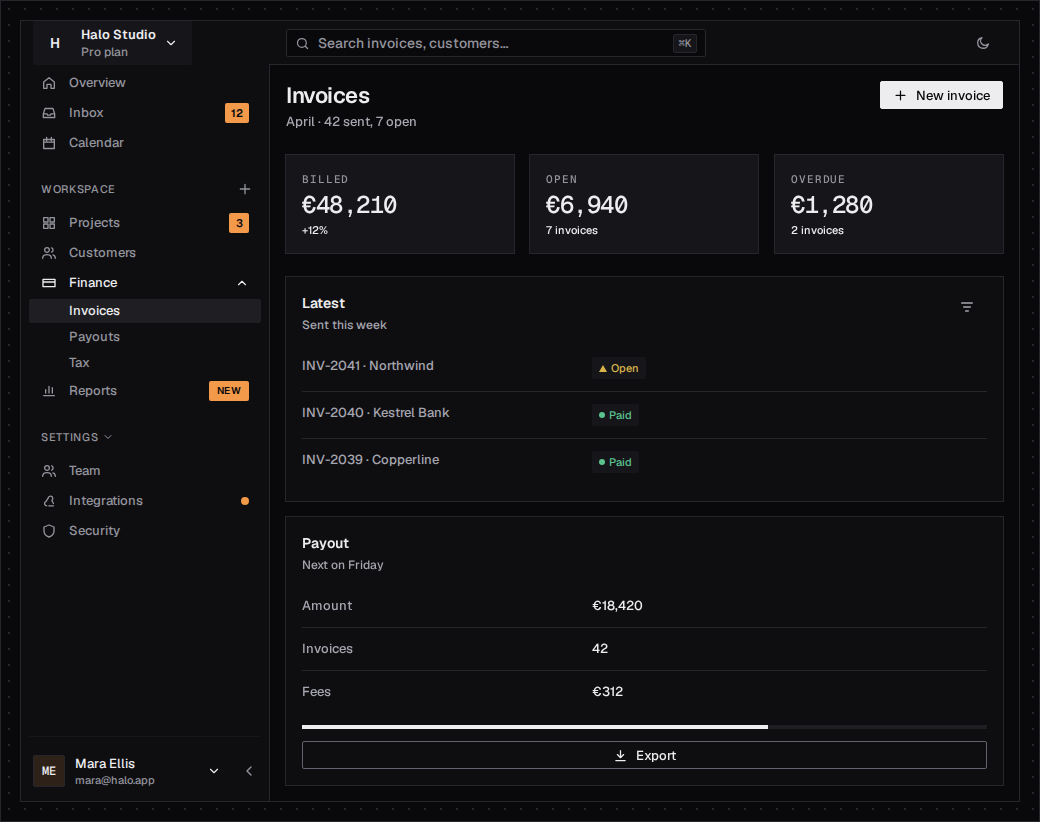 H
Halo Studio
Pro plan
Search invoices, customers…
⌘K
Overview
Inbox
12
Calendar
WORKSPACE
Projects
3
Customers
Finance
Invoices
Payouts
Tax
Reports
NEW
SETTINGS
Team
Integrations
Security
ME
Mara Ellis
mara@halo.app
Invoices
April · 42 sent, 7 open
New invoice
BILLED
€48,210
+12%
OPEN
€6,940
7 invoices
OVERDUE
€1,280
2 invoices
Latest
Sent this week
INV-2041 · Northwind
Open
INV-2040 · Kestrel Bank
Paid
INV-2039 · Copperline
Paid
Payout
Next on Friday
Amount
€18,420
Invoices
42
Fees
€312
Export